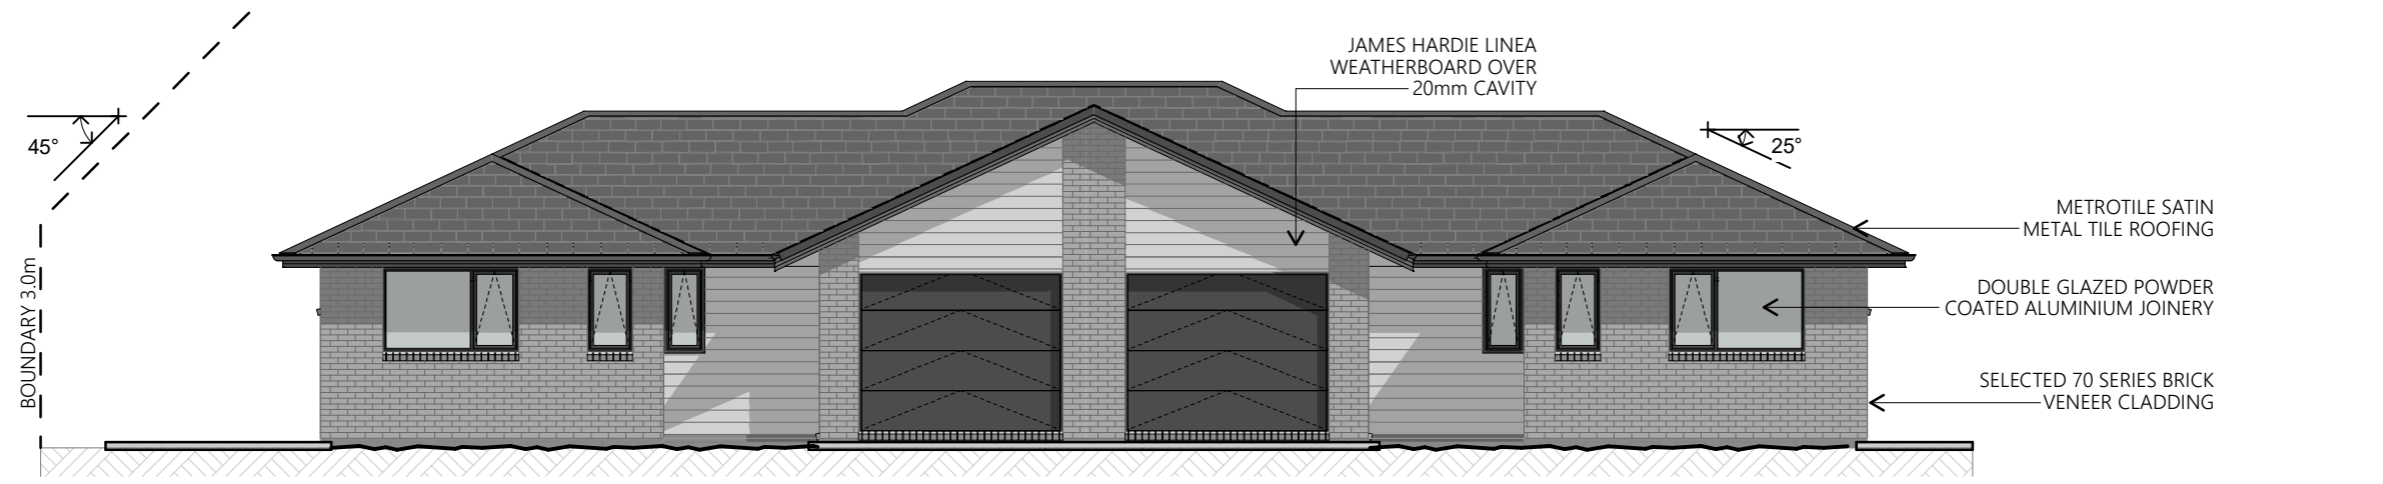 JAMES HARDIE LINEA
WEATHERBOARD OVER
20mm CAVITY
45°
25°
METROTILE SATIN
METAL TILE ROOFING
DOUBLE GLAZED POWDER
COATED ALUMINIUM JOINERY
BOUNDARY 3.0m
SELECTED 70 SERIES BRICK
VENEER CLADDING